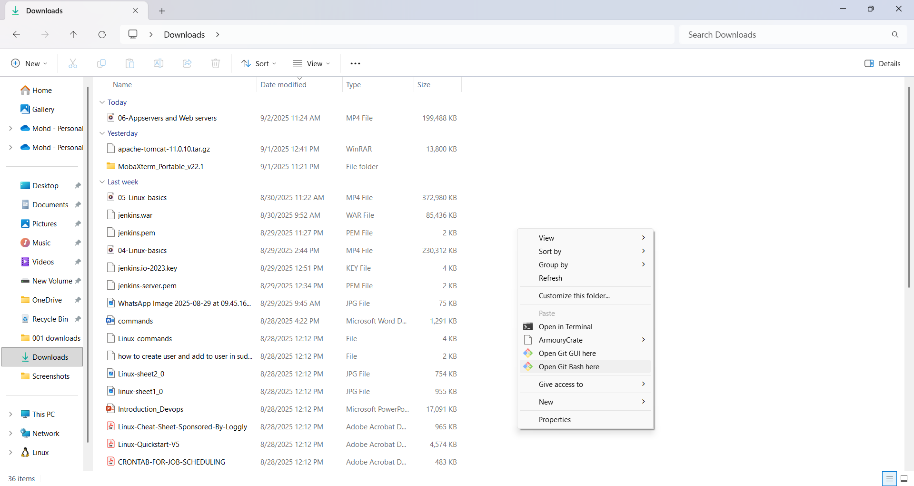 Downloads
Downloads
Search Downloads
New
Sort
View
Details
Name Date modified Type Size
Home
Gallery
Mohd - Personal
Mohd - Personal
Desktop
Documents
Pictures
Music
Videos
New Volume
OneDrive
Recycle Bin
001 downloads
Downloads
Screenshots
This PC
Network
Linux
Today
06-Appservers and Web servers 9/2/2025 11:24 AM MP4 File 199,488 KB
Yesterday
apache-tomcat-11.0.10.tar.gz 9/1/2025 12:41 PM WinRAR 13,800 KB
MobaXterm_Portable_v22.1 9/1/2025 11:21 PM File folder
Last week
05-Linux-basics 8/30/2025 11:22 AM MP4 File 372,980 KB
jenkins.war 8/30/2025 9:52 AM WAR File 85,436 KB
jenkins.pem 8/29/2025 11:27 PM PEM File 2 KB
04-Linux-basics 8/29/2025 2:44 PM MP4 File 230,312 KB
jenkins.io-2023.key 8/29/2025 12:51 PM KEY File 4 KB
jenkins-server.pem 8/29/2025 12:34 PM PEM File 2 KB
WhatsApp Image 2025-08-29 at 09.45.16... 8/29/2025 9:45 AM JPG File 75 KB
commands 8/28/2025 4:22 PM Microsoft Word D... 1,291 KB
Linux_commands 8/28/2025 12:12 PM File 4 KB
how to create user and add to user in sud... 8/28/2025 12:12 PM File 2 KB
Linux-sheet2_0 8/28/2025 12:12 PM JPG File 754 KB
linux-sheet1_0 8/28/2025 12:12 PM JPG File 955 KB
Introduction_Devops 8/28/2025 12:12 PM Microsoft PowerPo... 17,091 KB
Linux-Cheat-Sheet-Sponsored-By-Loggly 8/28/2025 12:12 PM Adobe Acrobat D... 965 KB
Linux-Quickstart-V5 8/28/2025 12:12 PM Adobe Acrobat D... 4,574 KB
CRONTAB-FOR-JOB-SCHEDULING 8/28/2025 12:12 PM Adobe Acrobat D... 483 KB
View
Sort by
Group by
Refresh
Customize this folder...
Paste
Open in Terminal
ArmouryCrate
Open Git GUI here
Open Git Bash here
Give access to
New
Properties
36 items